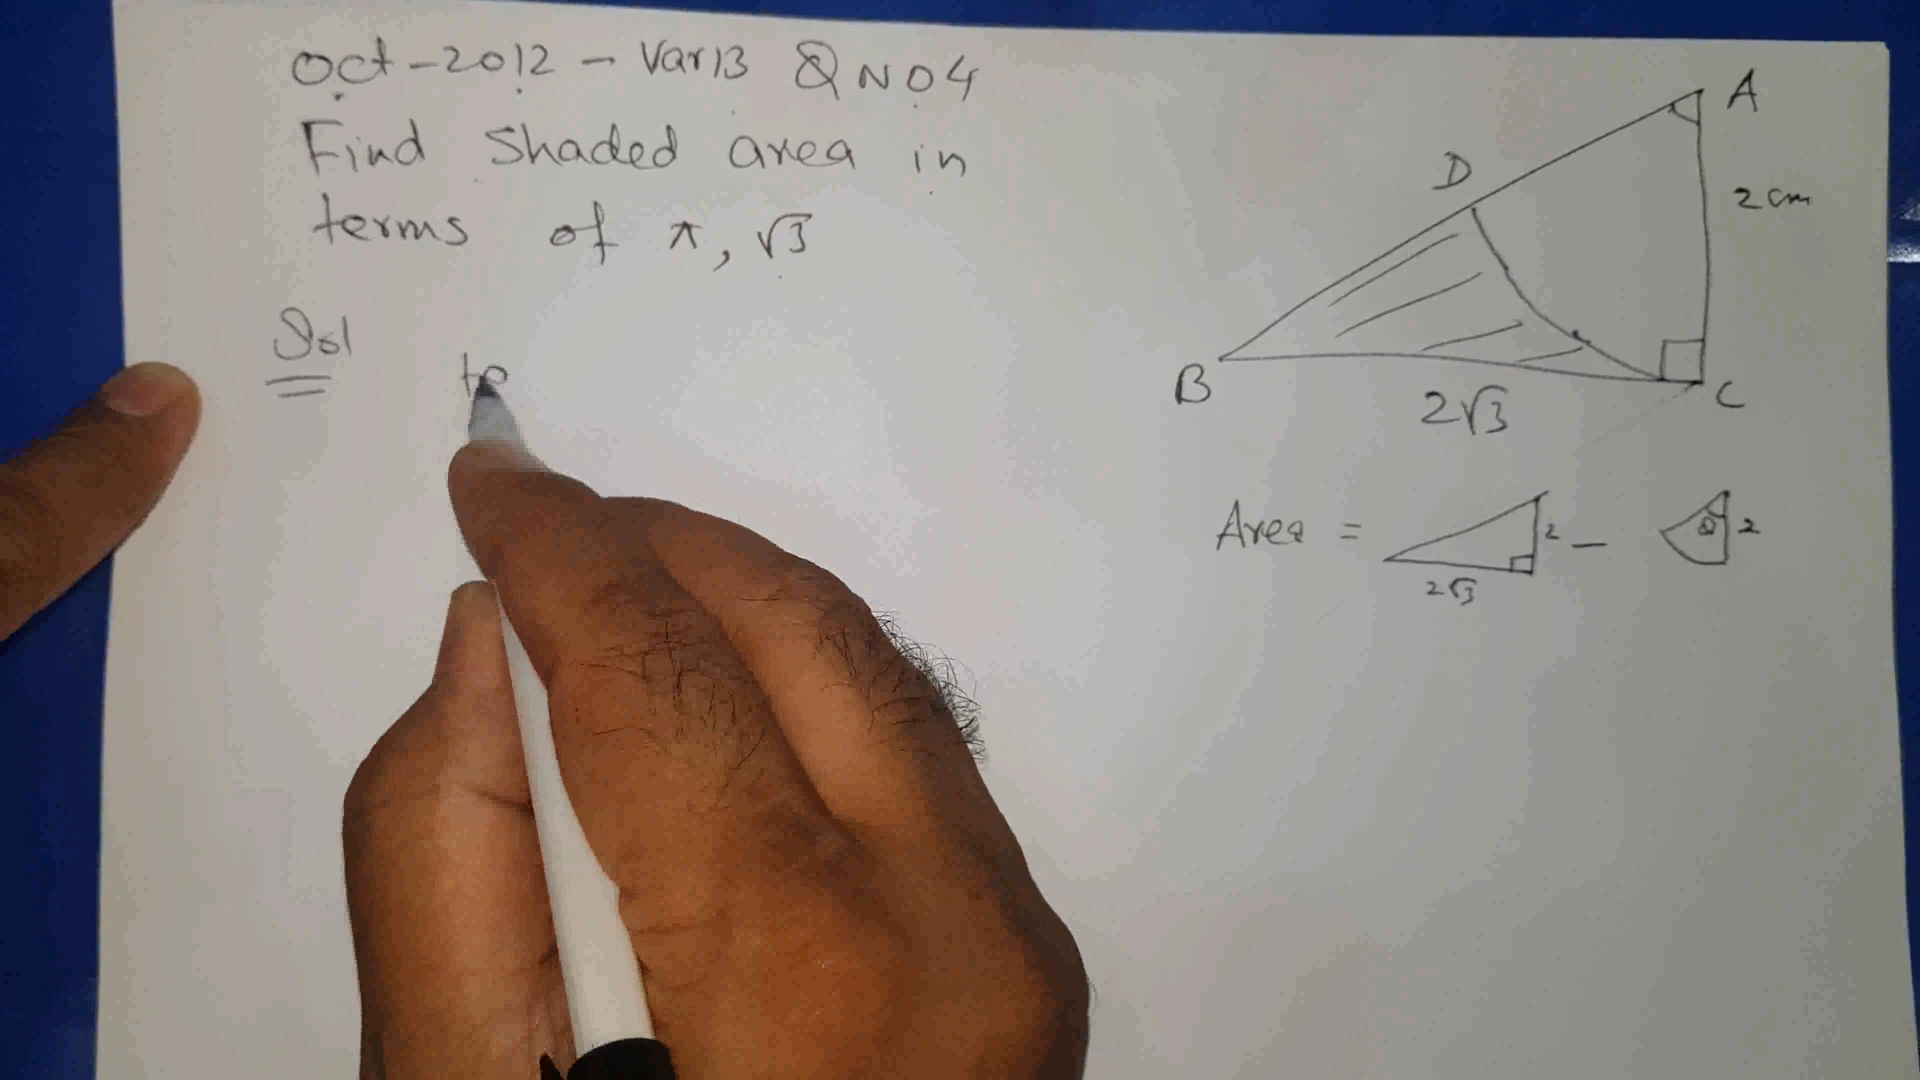 Oct-2012 - Var13 QNO4
Find shaded area in
terms of π, √3
Sol
A
D
2cm
B
2√3
C
Area =
2
2√3
-
2